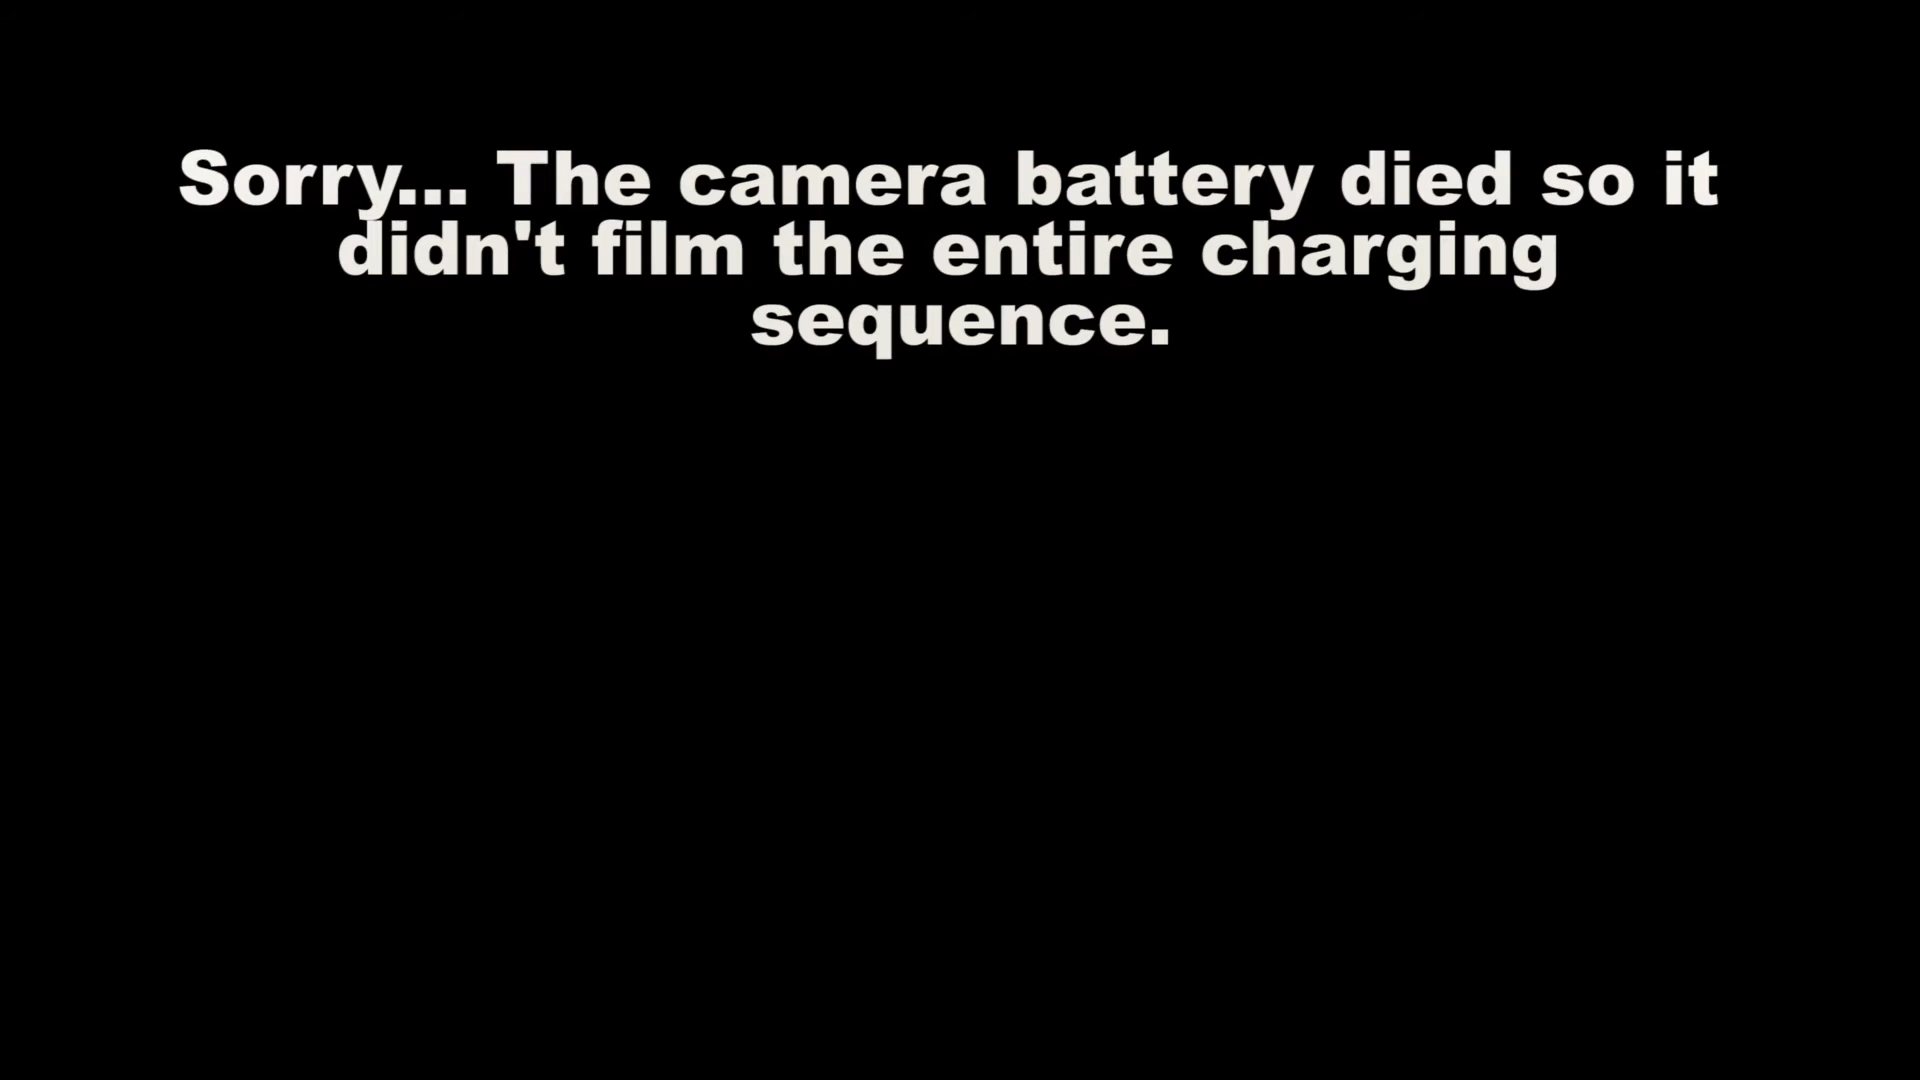 Sorry... The camera battery died so it
didn't film the entire charging
sequence.